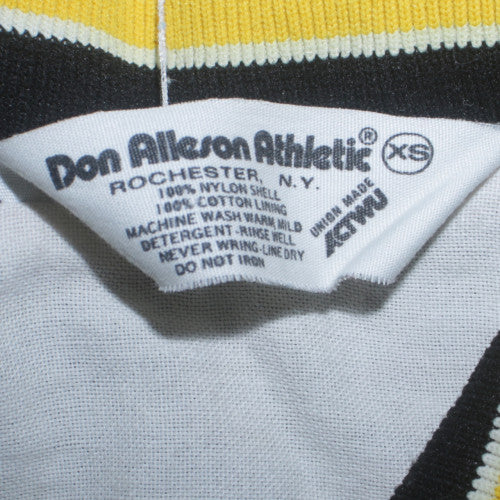 Don Alleson Athletic® XS
ROCHESTER, N.Y.
100% NYLON SHELL
100% COTTON LINING
MACHINE WASH WARM, MILD
DETERGENT-RINSE WELL
NEVER WRING-LINE DRY
DO NOT IRON
UNION MADE
ACTWU